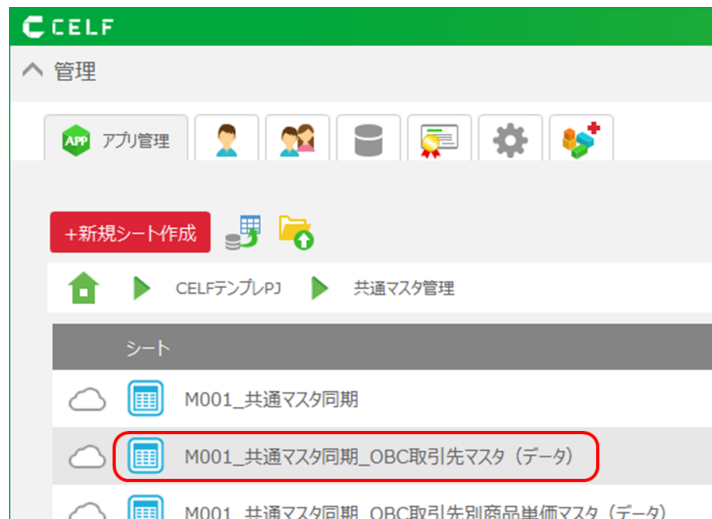 CELF
管理
APP アプリ管理
+新規シート作成
CELFテンプレPJ 共通マスタ管理
シート
M001_共通マスタ同期
M001_共通マスタ同期_OBC取引先マスタ（データ）
M001_共通マスタ同期_OBC取引先別商品単価マスタ（データ）